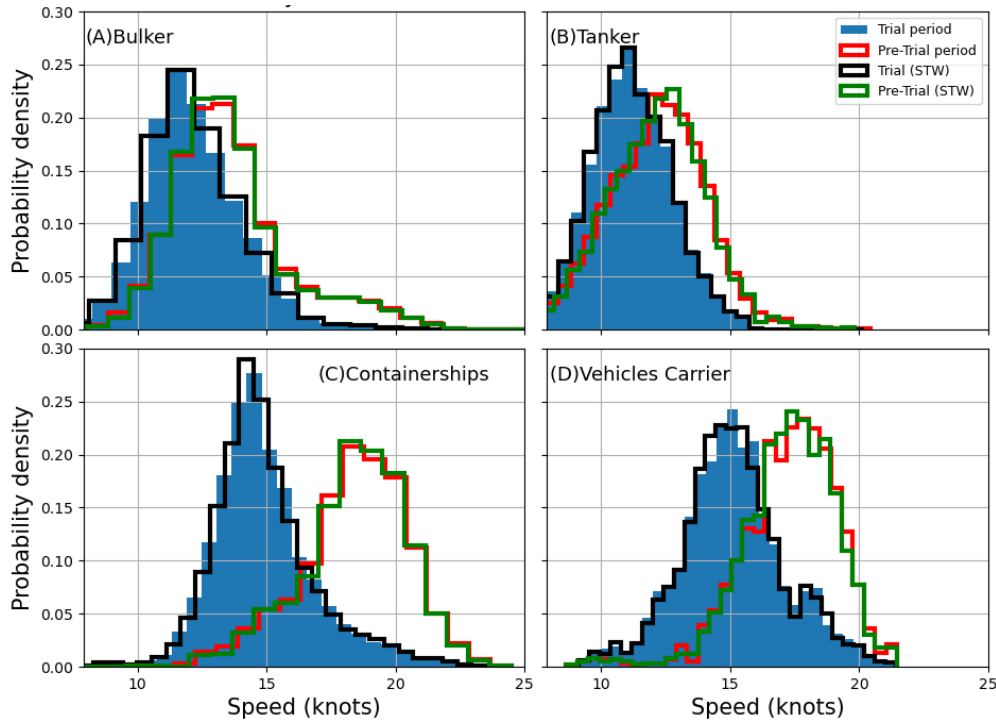 0.30
0.25
0.20
0.15
0.10
0.05
0.00
Probability density
(A)Bulker
(B)Tanker
Trial period
Pre-Trial period
Trial (STW)
Pre-Trial (STW)
0.30
0.25
0.20
0.15
0.10
0.05
0.00
Probability density
(C)Containerships
(D)Vehicles Carrier
10 15 20 25
10 15 20 25
Speed (knots)
Speed (knots)